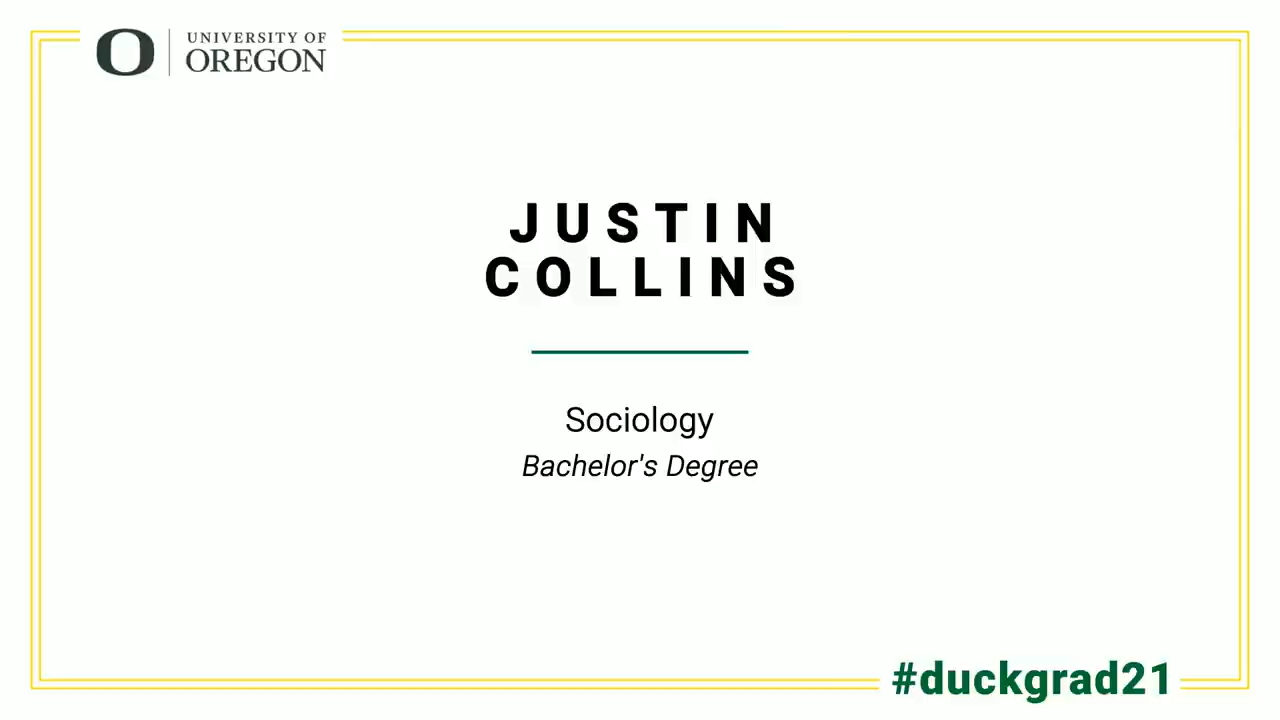 UNIVERSITY OF
OREGON
JUSTIN
COLLINS
Sociology
Bachelor's Degree
#duckgrad21